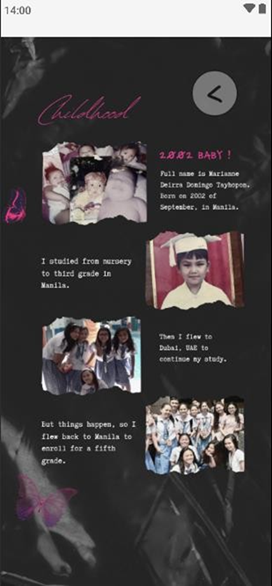 14:00
Childhood
2002 BABY !
Full name is Marianne
Deirra Domingo Tayhopon.
Born on 2002 of
September, in Manila.
I studied from nursery
to third grade in
Manila.
Then I flew to
Dubai, UAE to
continue my study.
But things happen, so I
flew back to Manila to
enroll for a fifth
grade.